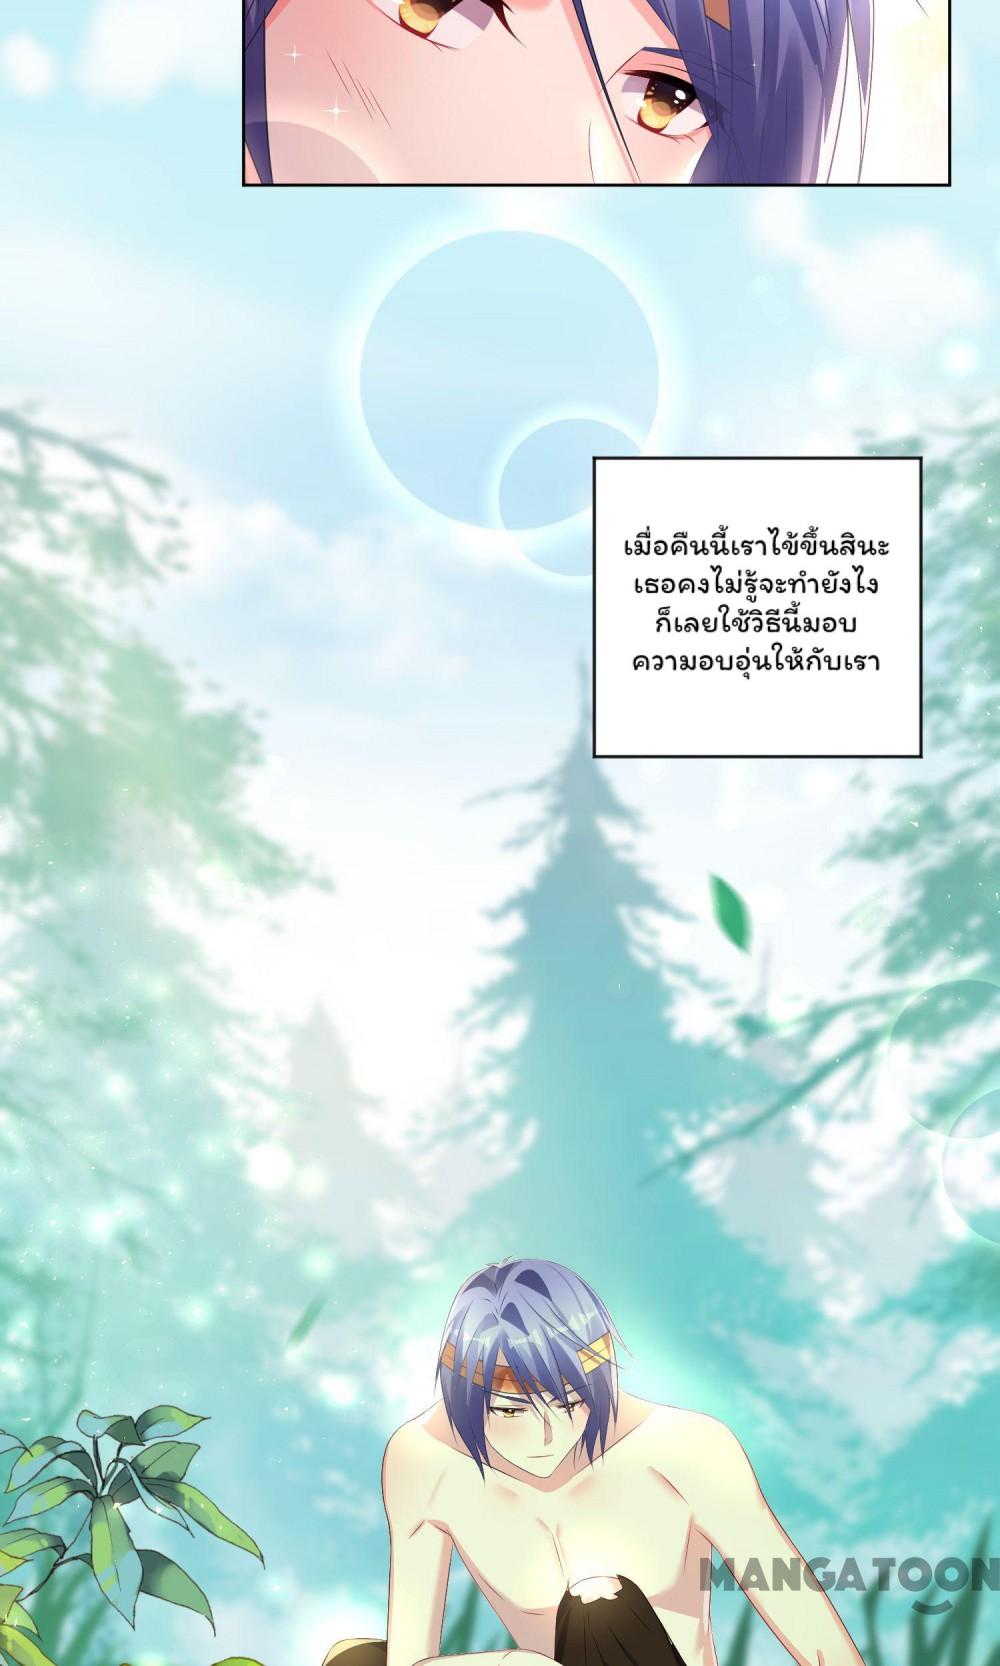 เมื่อคืนนี้เราไข้ขึ้นสินะ
เธอคงไม่รู้จะทำยังไง
ก็เลยใช้วิธีนี้มอบ
ความอบอุ่นให้กับเรา
MANGATOON